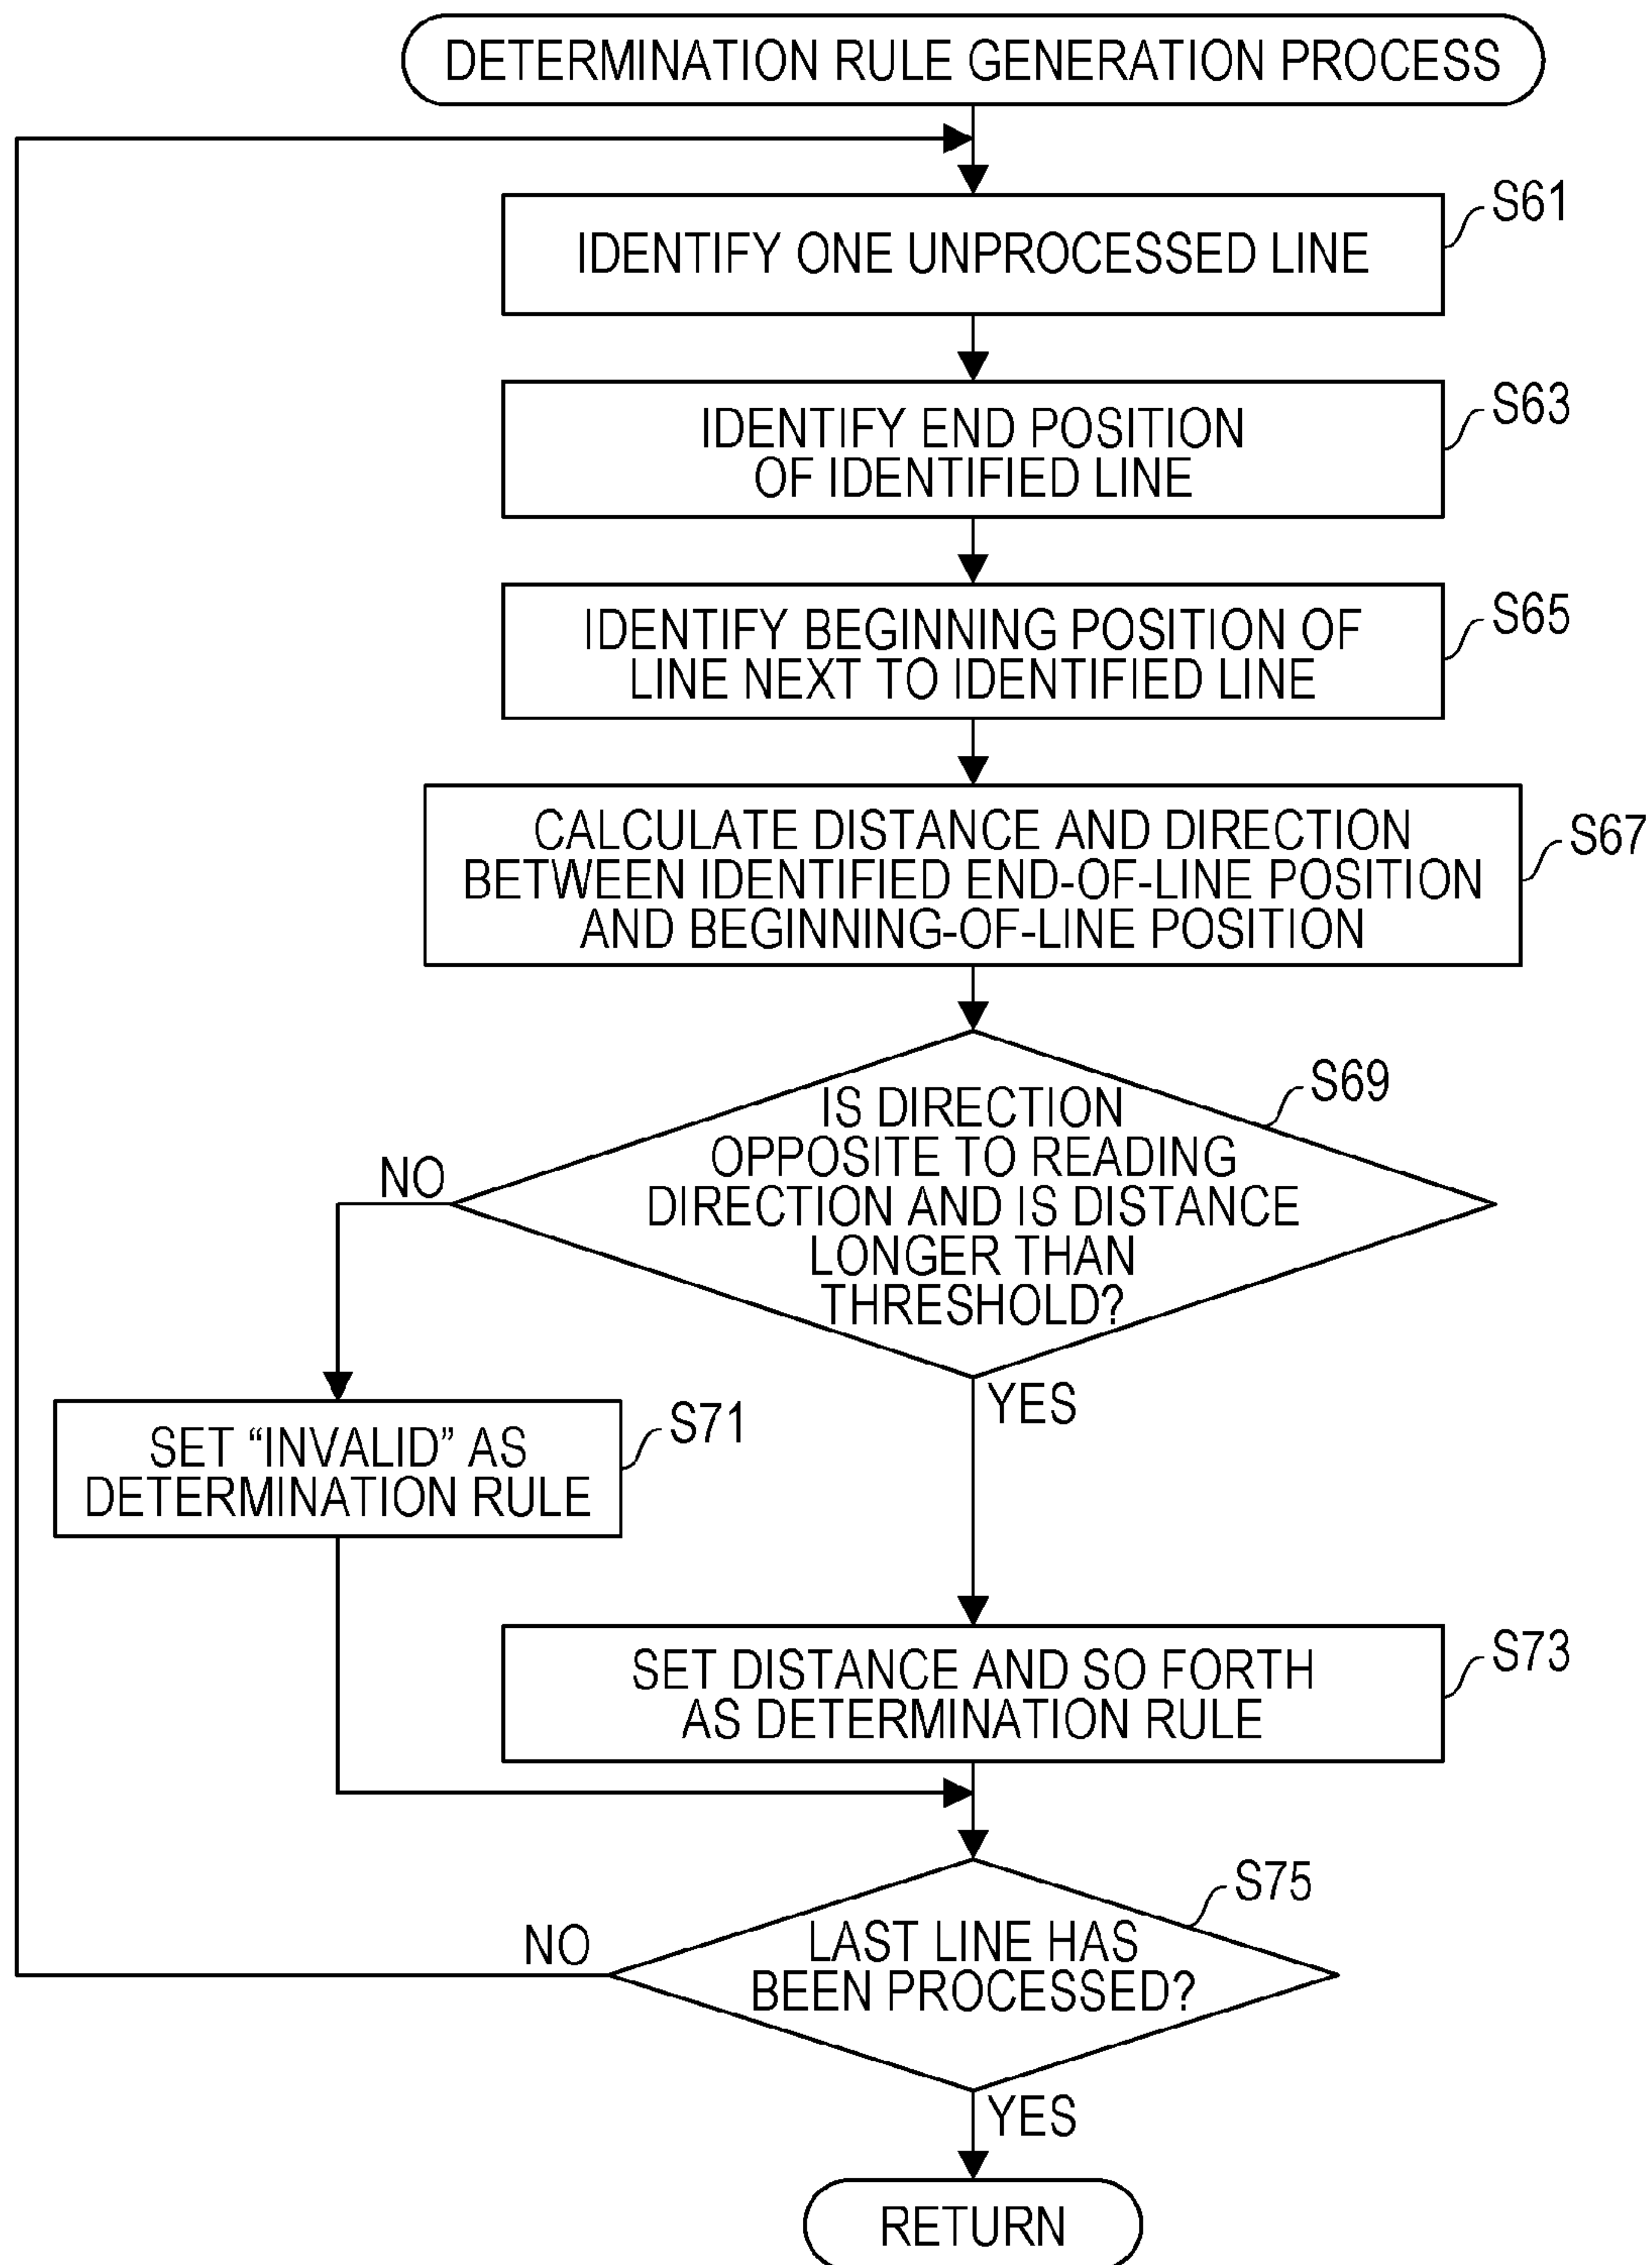 DETERMINATION RULE GENERATION PROCESS
S61
IDENTIFY ONE UNPROCESSED LINE
S63
IDENTIFY END POSITION
OF IDENTIFIED LINE
S65
IDENTIFY BEGINNING POSITION OF
LINE NEXT TO IDENTIFIED LINE
S67
CALCULATE DISTANCE AND DIRECTION
BETWEEN IDENTIFIED END-OF-LINE POSITION
AND BEGINNING-OF-LINE POSITION
S69
IS DIRECTION
OPPOSITE TO READING
DIRECTION AND IS DISTANCE
LONGER THAN
THRESHOLD?
NO
YES
S71
SET “INVALID” AS
DETERMINATION RULE
S73
SET DISTANCE AND SO FORTH
AS DETERMINATION RULE
S75
LAST LINE HAS
BEEN PROCESSED?
NO
YES
RETURN